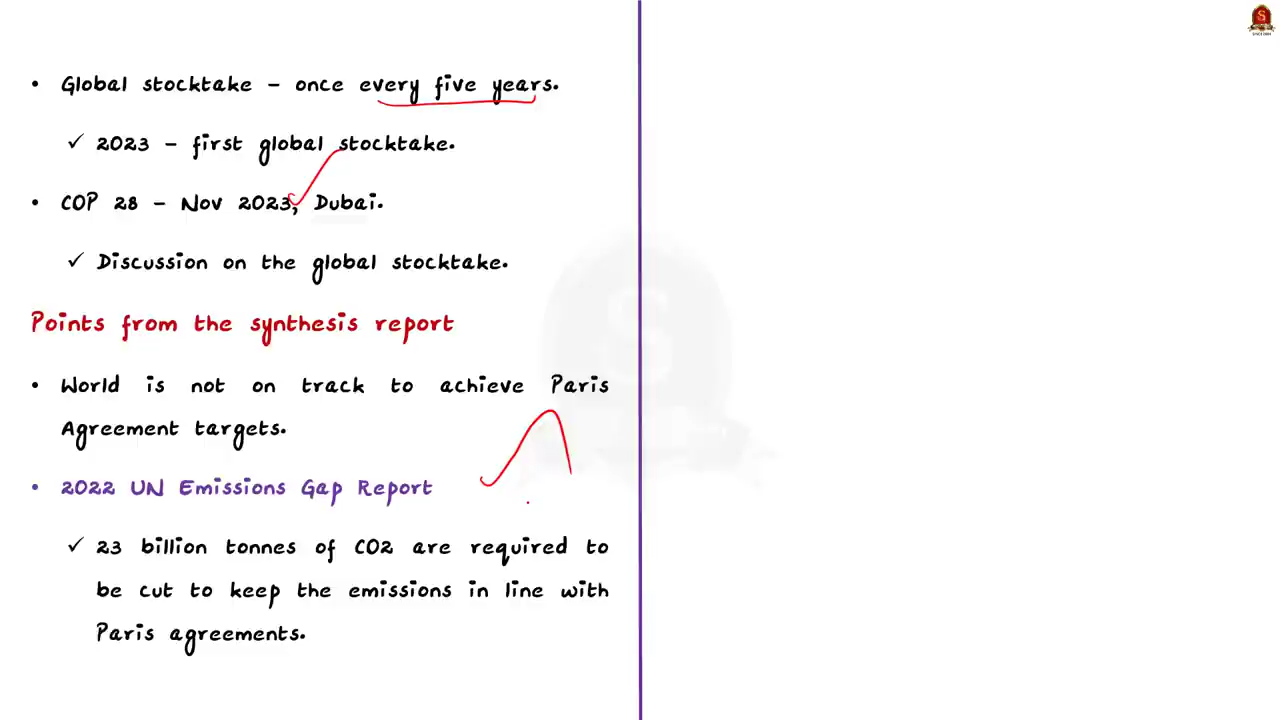 • Global stocktake – once every five years.
✓ 2023 – first global stocktake.
• COP 28 – Nov 2023, Dubai.
✓ Discussion on the global stocktake.
Points from the synthesis report
• World is not on track to achieve Paris
Agreement targets.
• 2022 UN Emissions Gap Report
✓ 23 billion tonnes of CO2 are required to
be cut to keep the emissions in line with
Paris agreements.